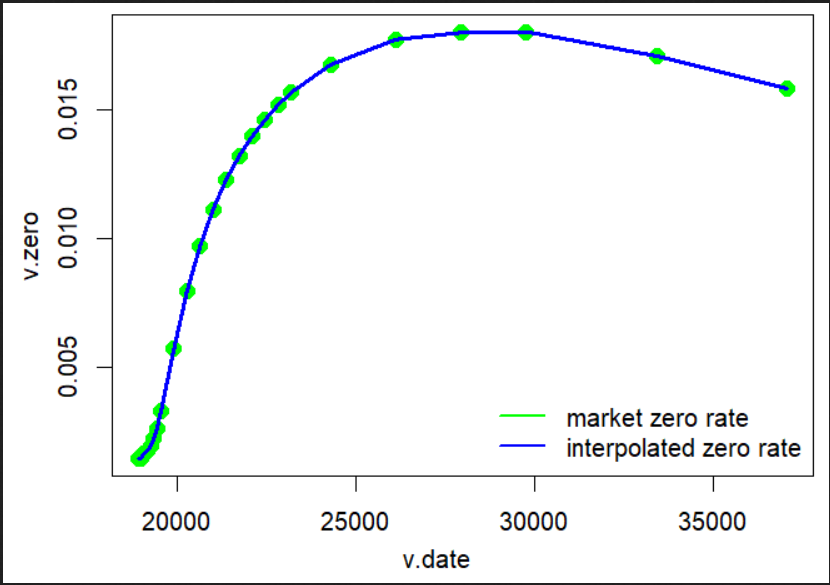 0.015
0.010
0.005
v.zero
market zero rate
interpolated zero rate
20000 25000 30000 35000
v.date